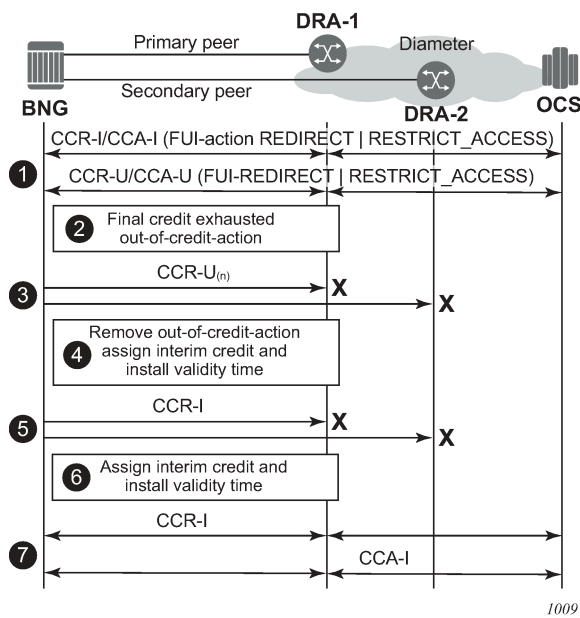 DRA-1
Primary peer
Diameter
Secondary peer
BNG
DRA-2
OCS
CCR-I/CCA-I (FUI-action REDIRECT | RESTRICT_ACCESS)
1
CCR-U/CCA-U (FUI-REDIRECT | RESTRICT_ACCESS)
2
Final credit exhausted
out-of-credit-action
CCR-U(n)
3
X
X
4
Remove out-of-credit-action
assign interim credit and
install validity time
CCR-I
5
X
X
6
Assign interim credit and
install validity time
CCR-I
7
CCA-I
1009